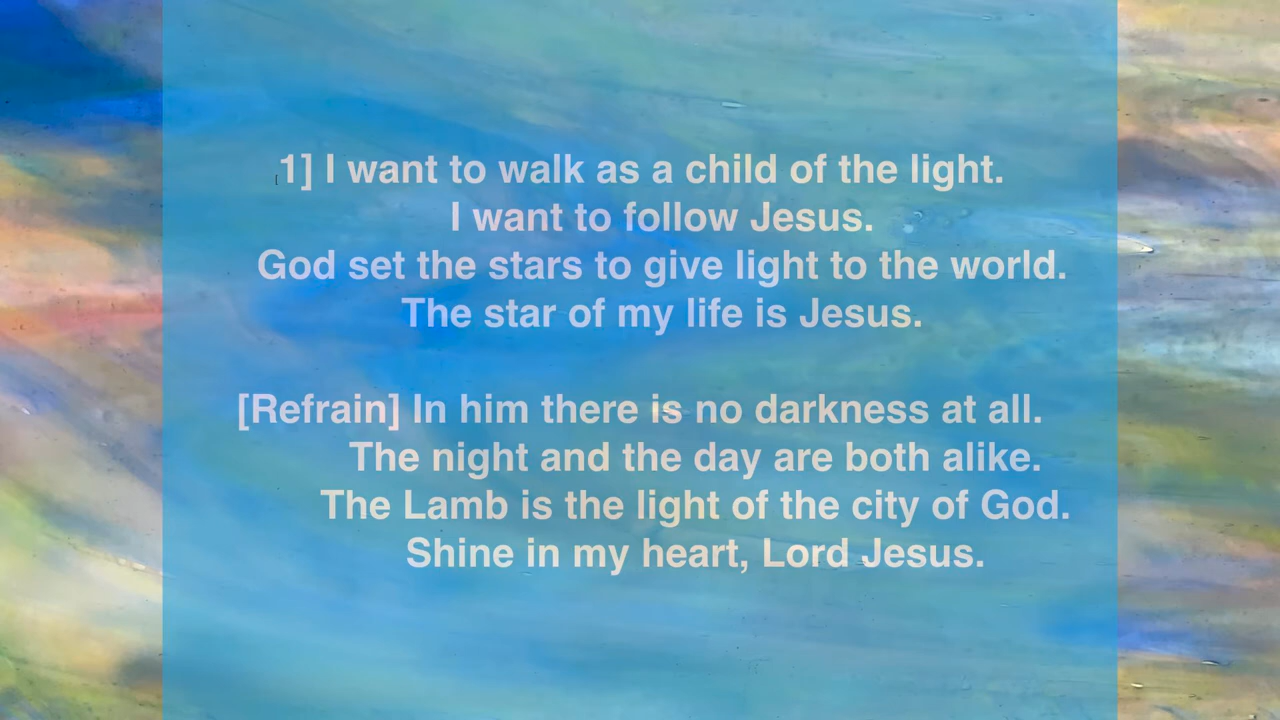 1] I want to walk as a child of the light.
I want to follow Jesus.
God set the stars to give light to the world.
The star of my life is Jesus.
[Refrain] In him there is no darkness at all.
The night and the day are both alike.
The Lamb is the light of the city of God.
Shine in my heart, Lord Jesus.